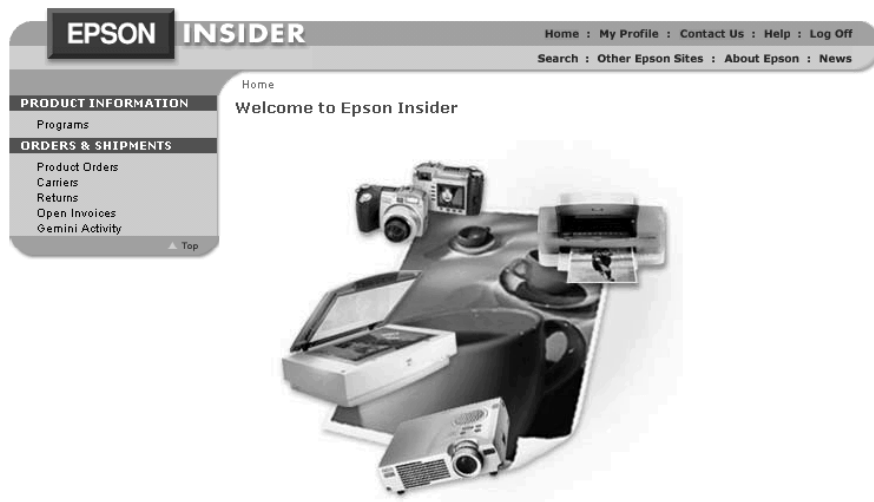 EPSON INSIDER
Home : My Profile : Contact Us : Help : Log Off
Search : Other Epson Sites : About Epson : News
Home
Welcome to Epson Insider
PRODUCT INFORMATION
Programs
ORDERS & SHIPMENTS
Product Orders
Carriers
Returns
Open Invoices
Gemini Activity
Top